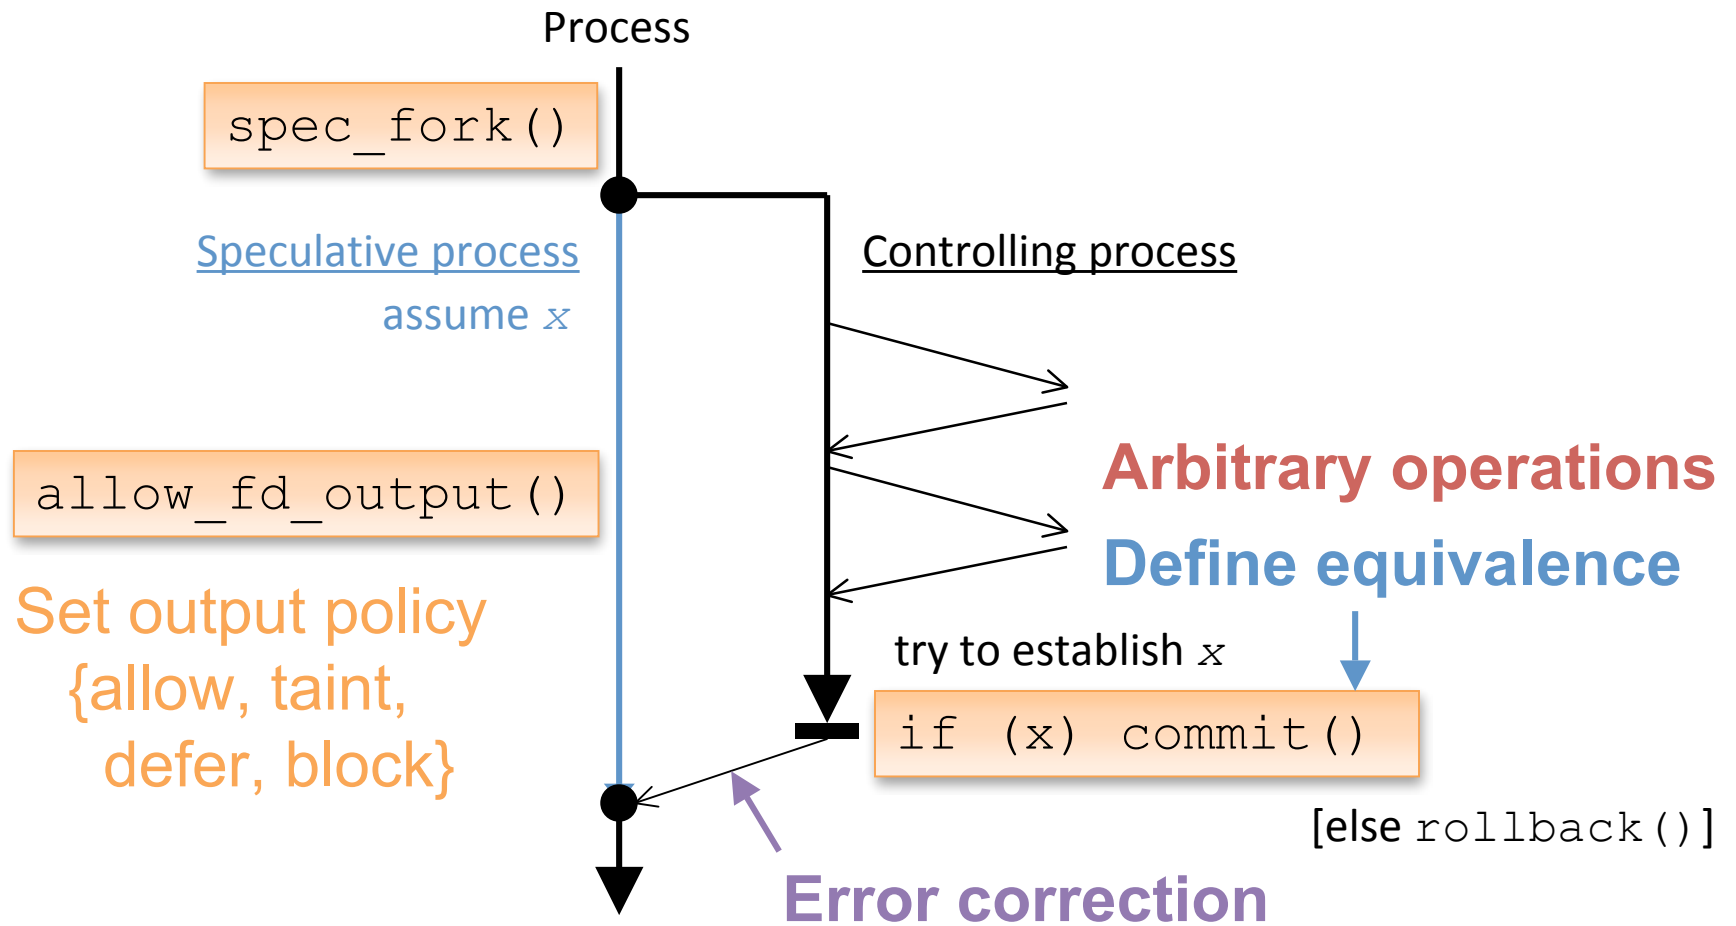 Process
spec_fork()
Speculative process
assume x
Controlling process
allow_fd_output()
Set output policy
{allow, taint,
defer, block}
Arbitrary operations
Define equivalence
try to establish x
if (x) commit()
[else rollback()]
Error correction